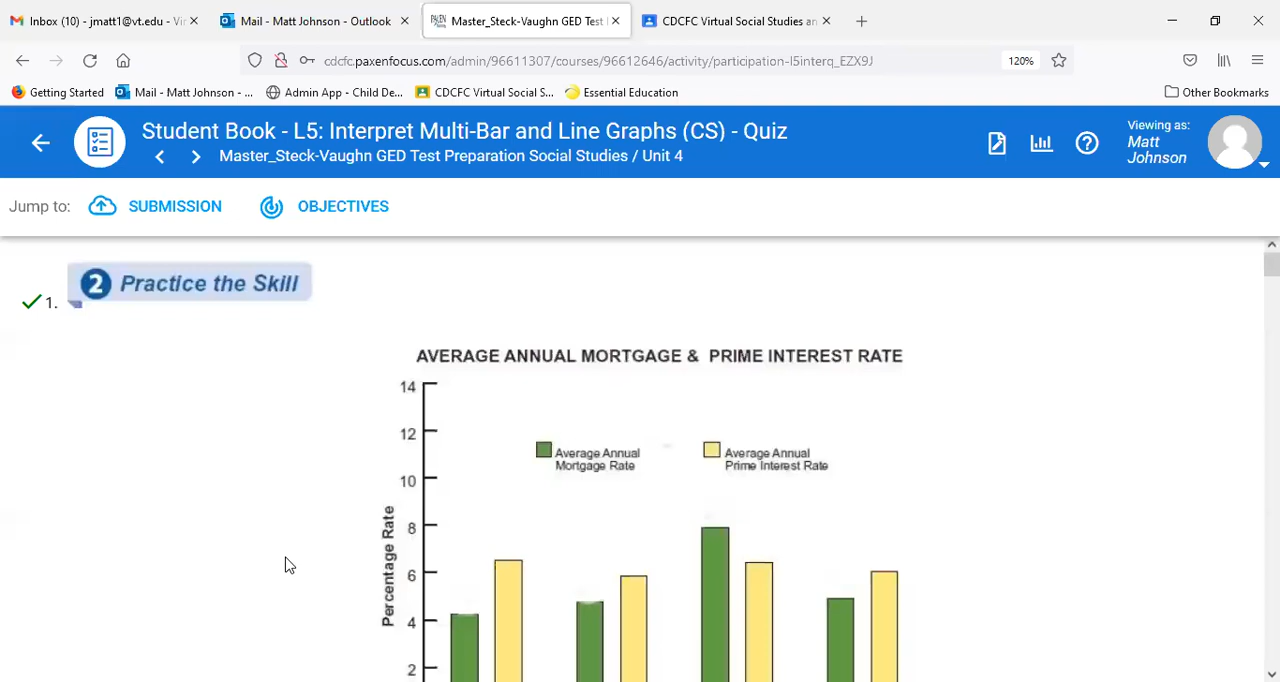 Inbox (10) - jmatt1@vt.edu - Vir
Mail - Matt Johnson - Outlook
Master_Steck-Vaughn GED Test
CDCFC Virtual Social Studies an
cdcfc.paxenfocus.com/admin/96611307/courses/96612646/activity/participation-l5interq_EZX9J
120%
Getting Started
Mail - Matt Johnson - ...
Admin App - Child De...
CDCFC Virtual Social S...
Essential Education
Other Bookmarks
Student Book - L5: Interpret Multi-Bar and Line Graphs (CS) - Quiz
Master_Steck-Vaughn GED Test Preparation Social Studies / Unit 4
Viewing as:
Matt
Johnson
Jump to:
SUBMISSION
OBJECTIVES
1.
2 Practice the Skill
AVERAGE ANNUAL MORTGAGE & PRIME INTEREST RATE
14
12
10
8
6
4
2
Percentage Rate
Average Annual
Mortgage Rate
Average Annual
Prime Interest Rate